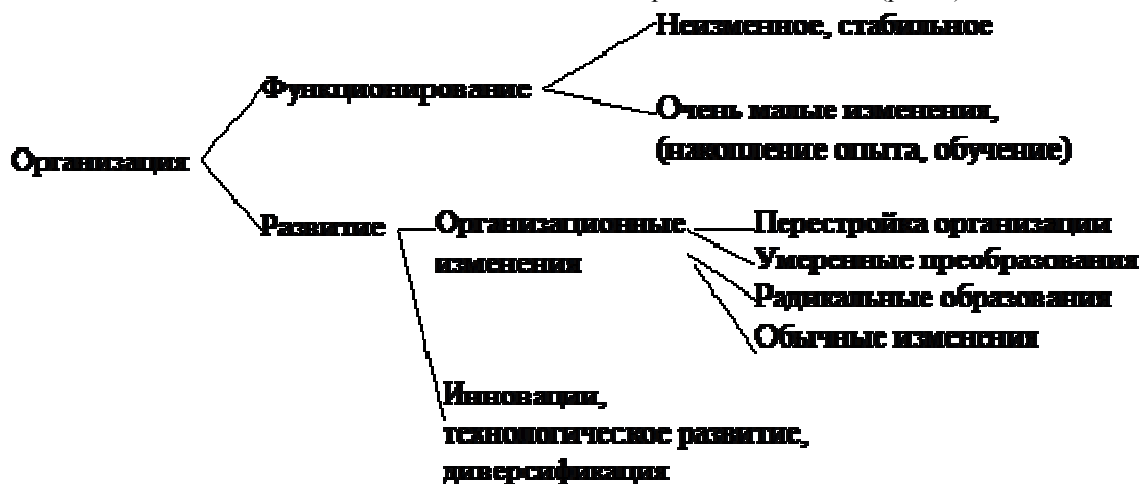 Неизменное, стабильное
Функционирование
Очень малые изменения,
(накопление опыта, обучение)
Организация
Развитие
Организационные
изменения
Перестройка организации
Умеренные преобразования
Радикальные образования
Обычные изменения
Инновации,
технологическое развитие,
диверсификация